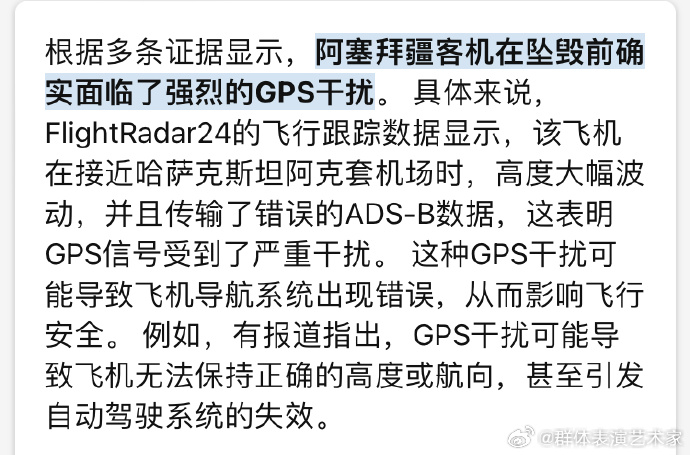 根据多条证据显示，阿塞拜疆客机在坠毁前确
实面临了强烈的GPS干扰。 具体来说，
FlightRadar24的飞行跟踪数据显示，该飞机
在接近哈萨克斯坦阿克套机场时，高度大幅波
动，并且传输了错误的ADS-B数据，这表明
GPS信号受到了严重干扰。 这种GPS干扰可
能导致飞机导航系统出现错误，从而影响飞行
安全。 例如，有报道指出，GPS干扰可能导
致飞机无法保持正确的高度或航向，甚至引发
自动驾驶系统的失效。
@群体表演艺术家